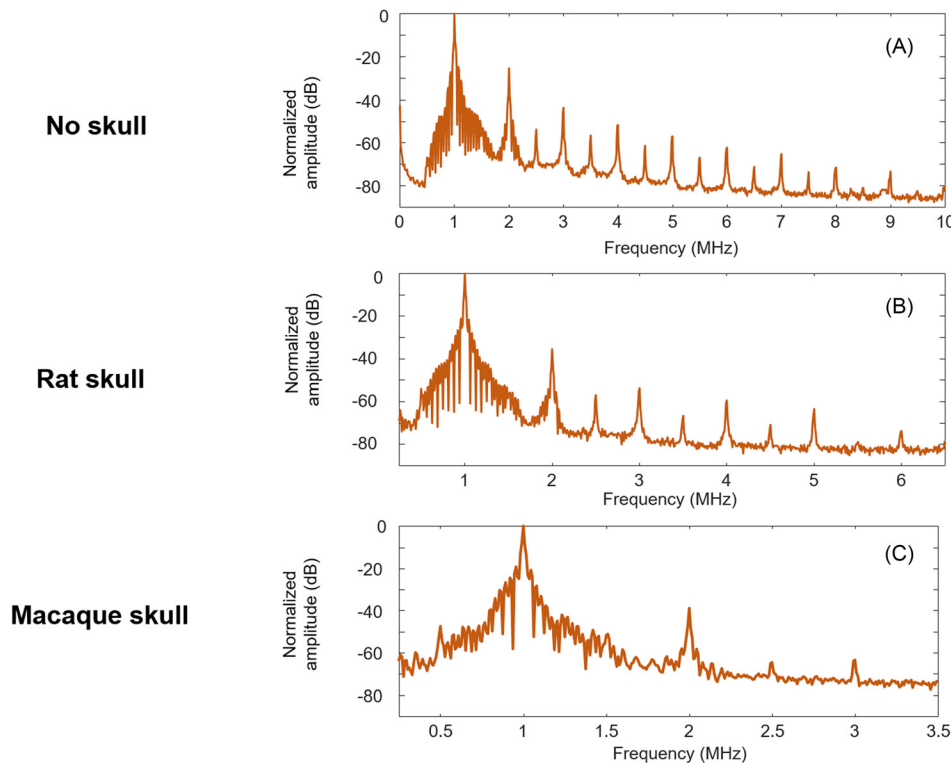 No skull
Normalized
amplitude (dB)
0
-20
-40
-60
-80
(A)
0 1 2 3 4 5 6 7 8 9 10
Frequency (MHz)
Rat skull
Normalized
amplitude (dB)
0
-20
-40
-60
-80
(B)
1 2 3 4 5 6
Frequency (MHz)
Macaque skull
Normalized
amplitude (dB)
0
-20
-40
-60
-80
(C)
0.5 1 1.5 2 2.5 3 3.5
Frequency (MHz)